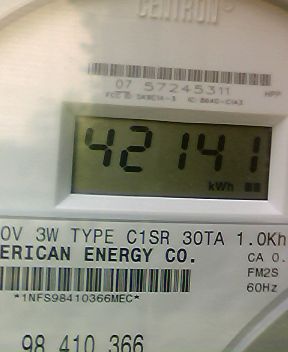 CENTRON
07 57245311
HPP
42141
kWh
0V 3W TYPE C1SR 30TA 1.0Kh
ERICAN ENERGY CO.
CA 0.
FM2S
60Hz
*1NFS98410366MEC*
98 410 366